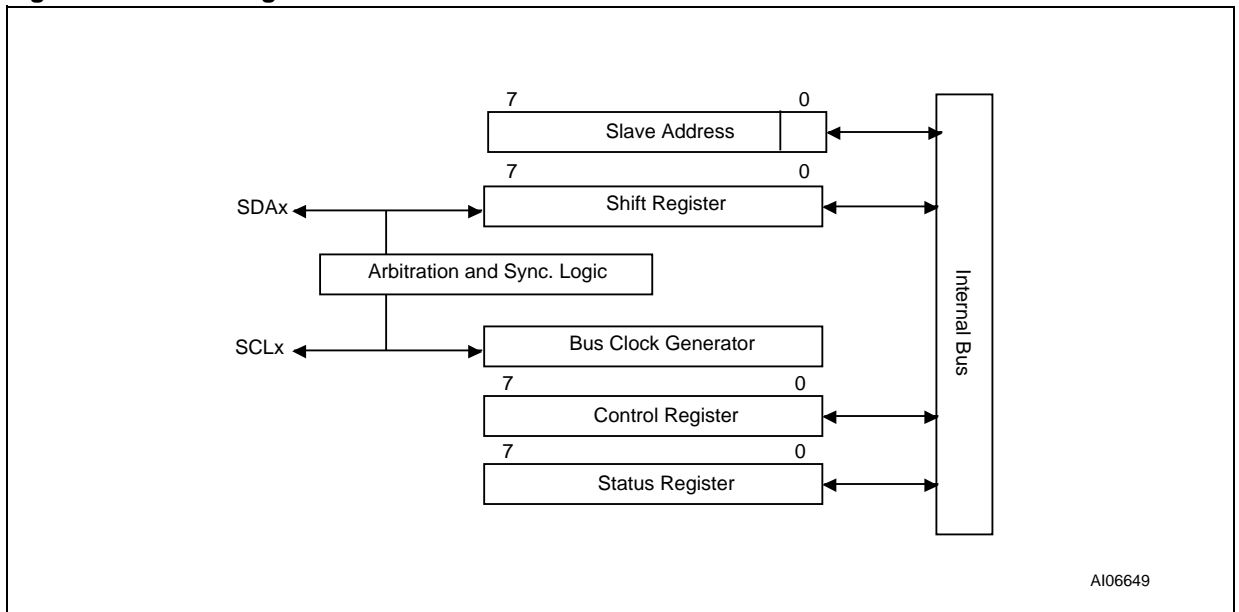 7 0
Slave Address
7 0
SDAx
Shift Register
Arbitration and Sync. Logic
Internal Bus
SCLx
Bus Clock Generator
7 0
Control Register
7 0
Status Register
AI06649